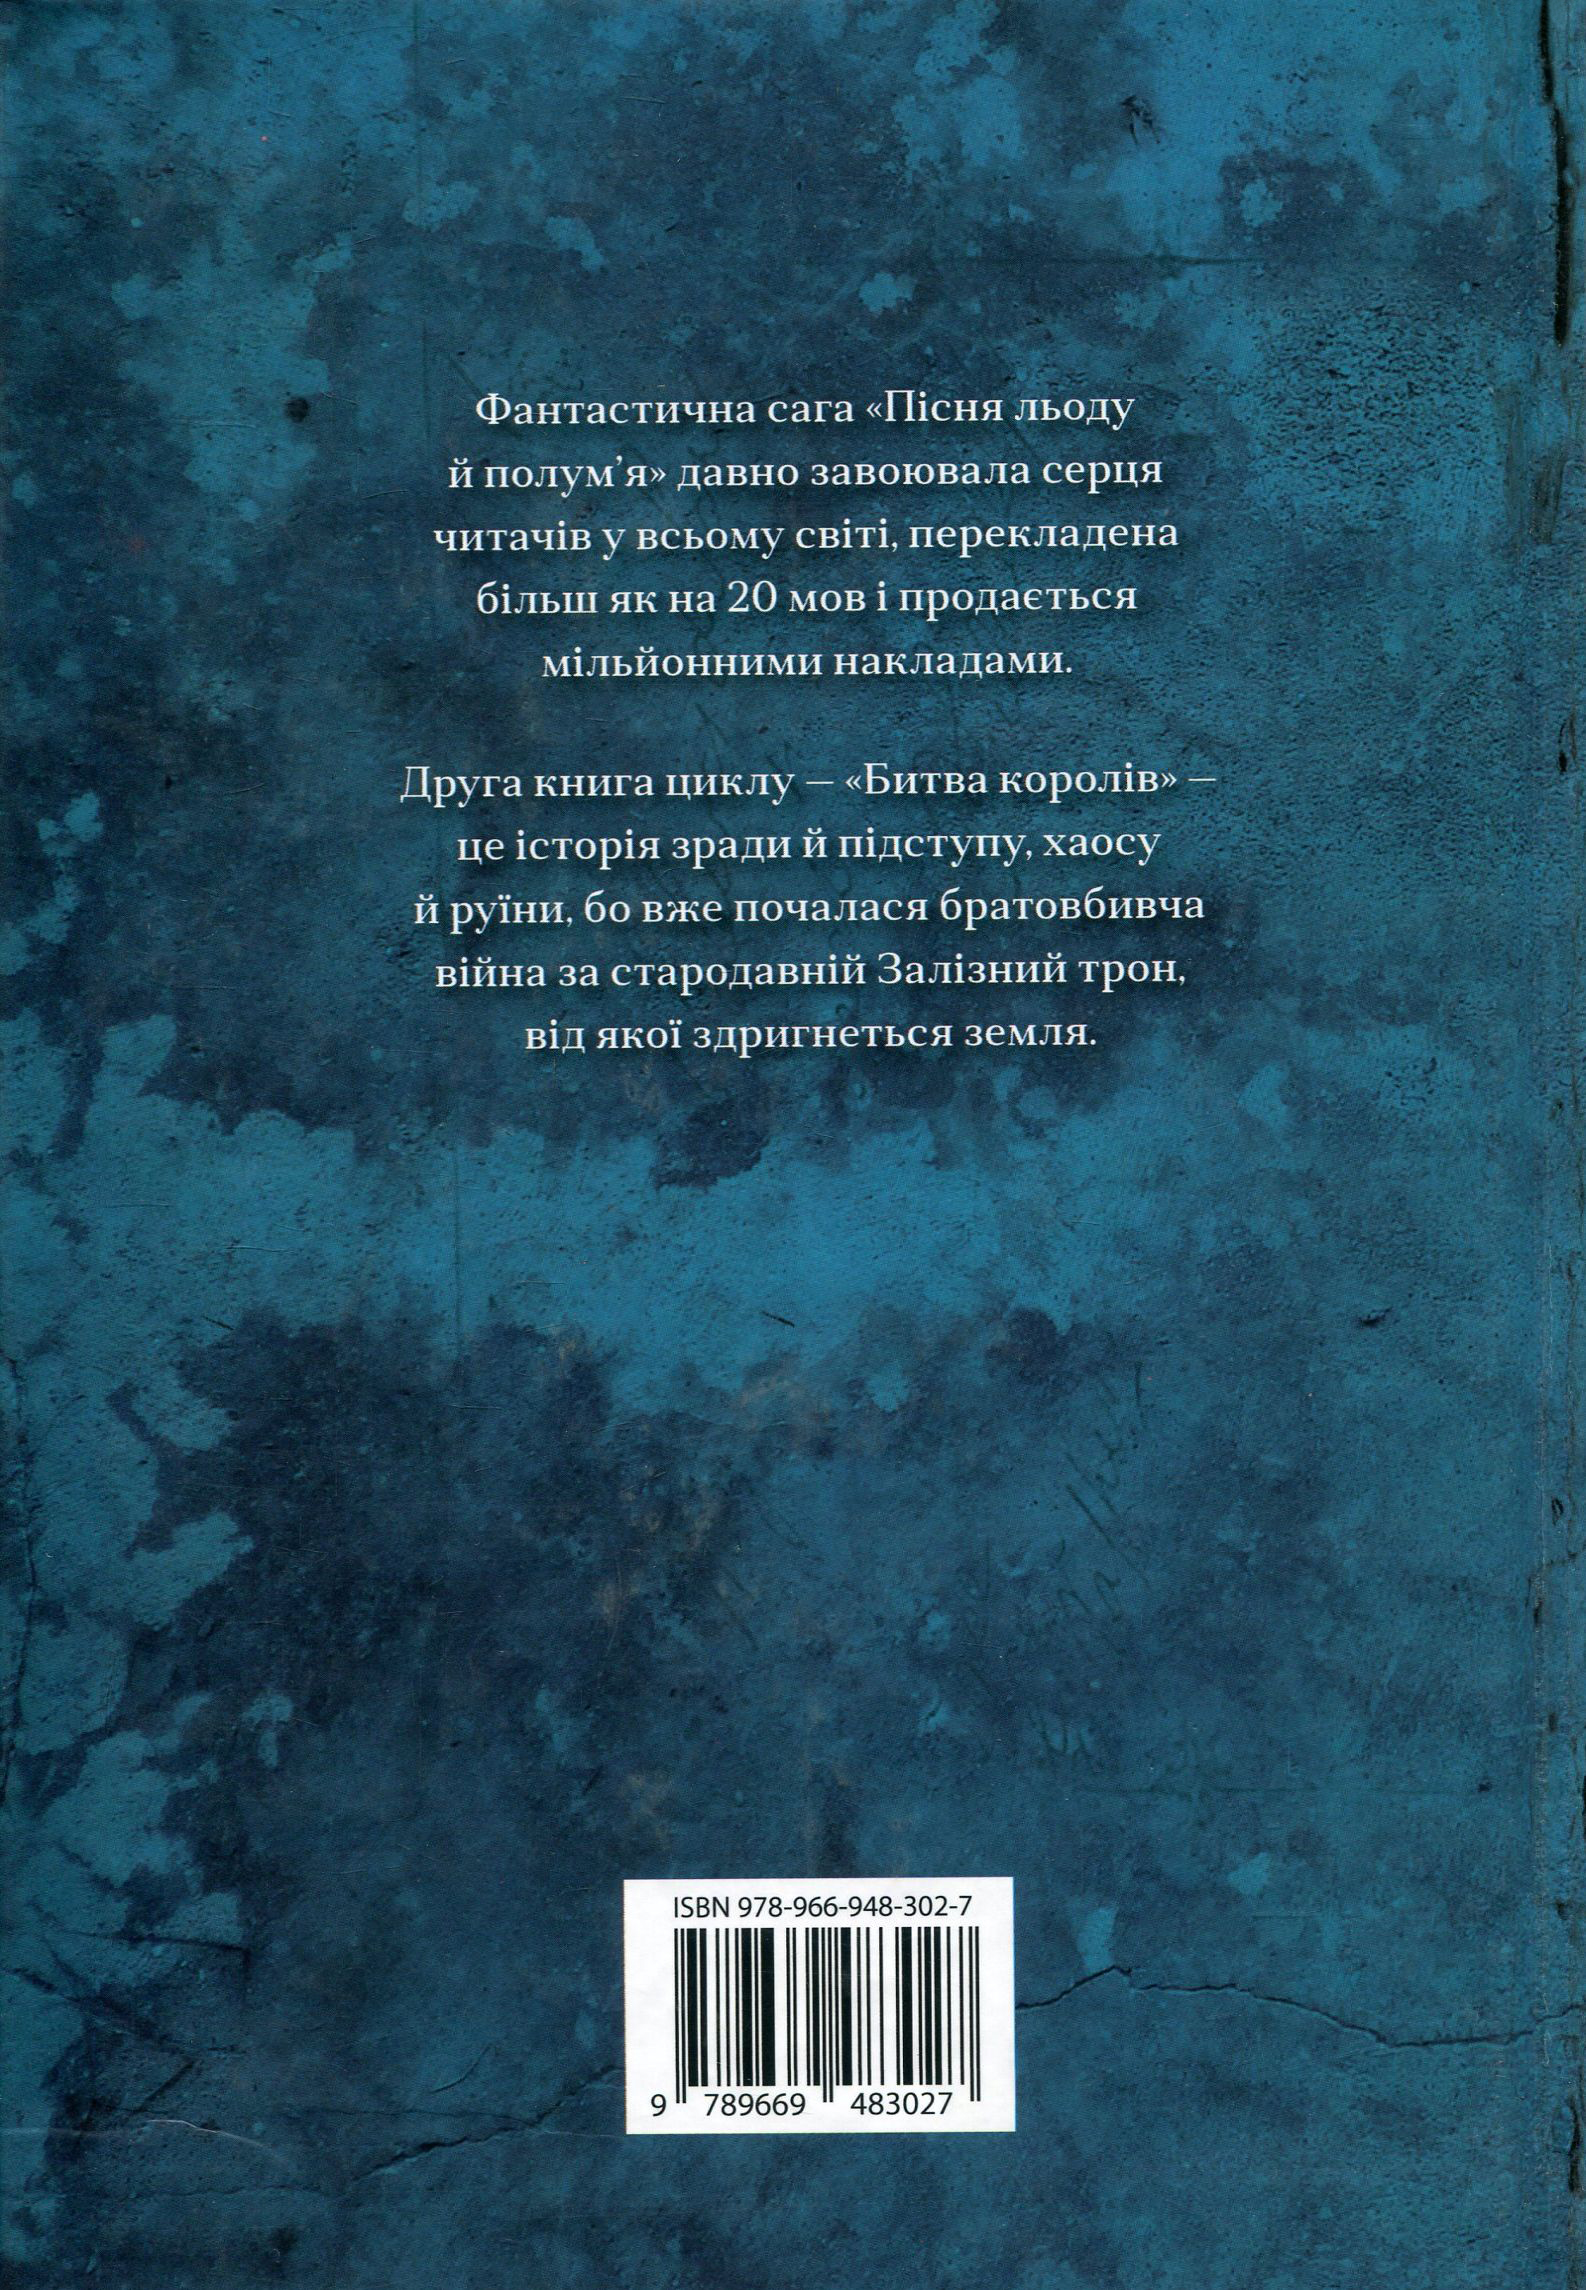 Фантастична сага «Пісня льоду
й полум’я» давно завоювала серця
читачів у всьому світі, перекладена
більш як на 20 мов і продається
мільйонними накладами.
Друга книга циклу – «Битва королів» –
це історія зради й підступу, хаосу
й руїни, бо вже почалася братовбивча
війна за стародавній Залізний трон,
від якої здригнеться земля.
ISBN 978-966-948-302-7
9 789669 483027